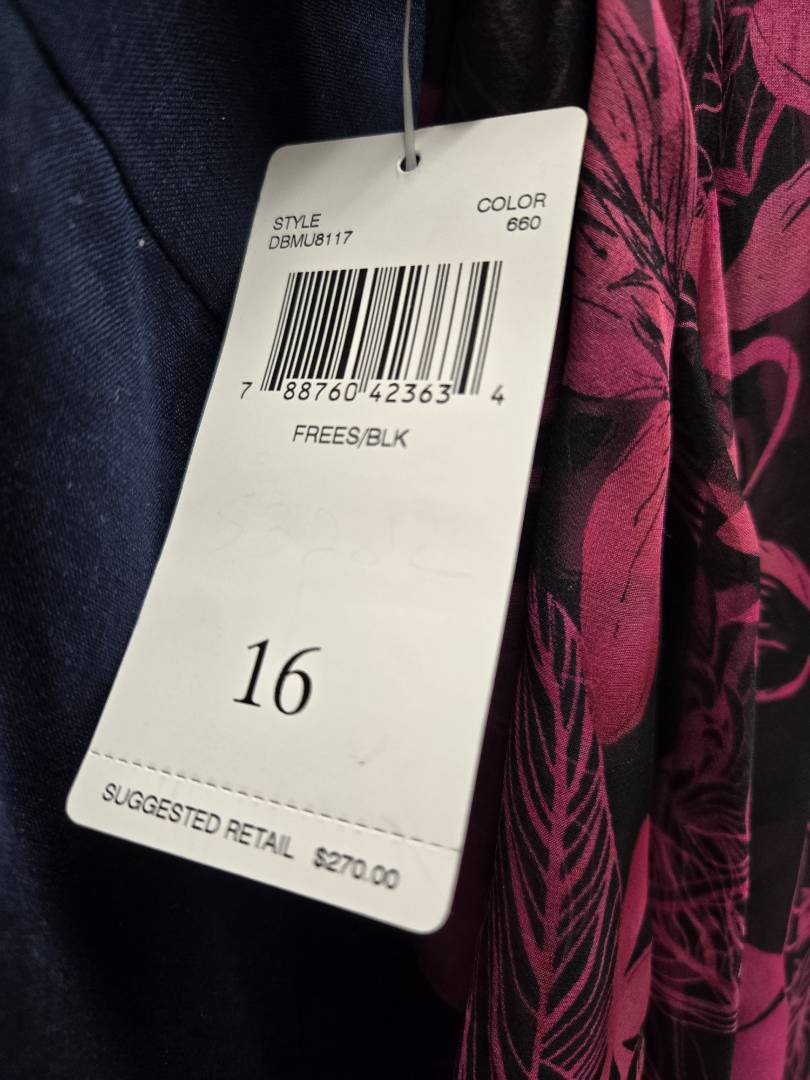 STYLE
DBMU8117
COLOR
660
7 88760 42363 4
FREES/BLK
16
SUGGESTED RETAIL $270.00